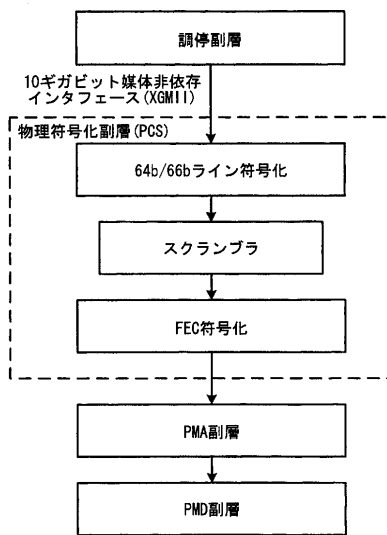 調停副層
10ギガビット媒体非依存
インタフェース(XGMII)
物理符号化副層(PCS)
64b/66bライン符号化
スクランブラ
FEC符号化
PMA副層
PMD副層